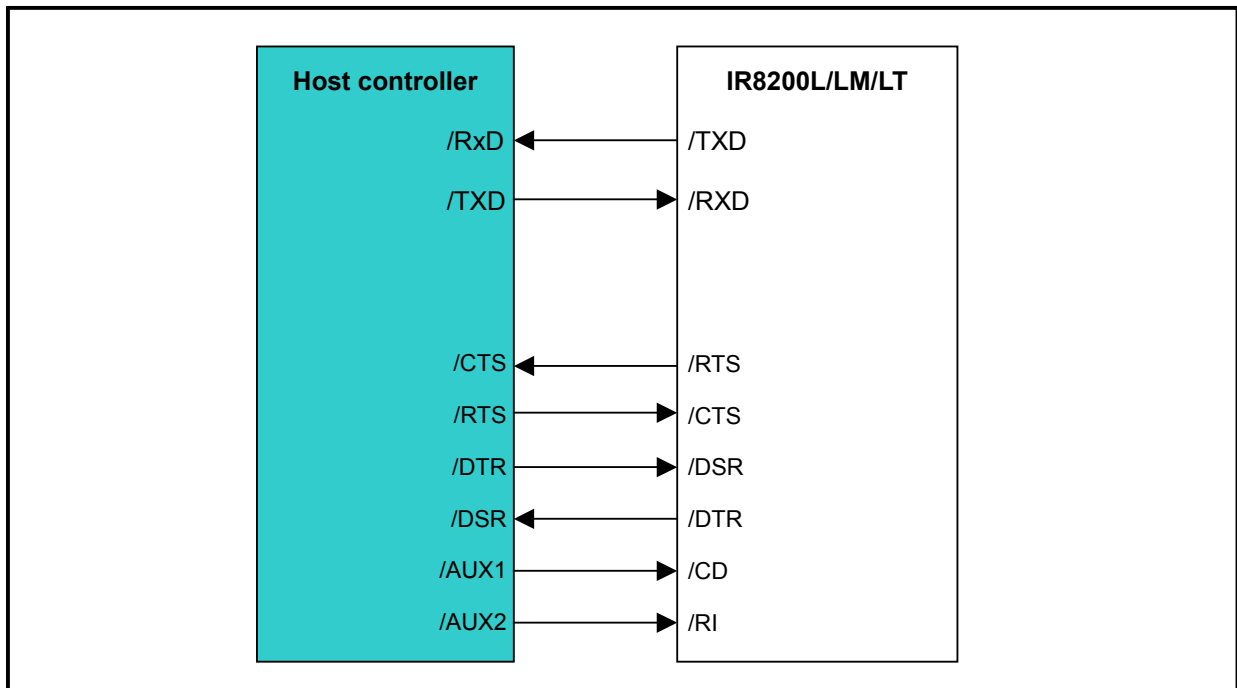 Host controller IR8200L/LM/LT
/RxD /TXD
/TXD /RXD
/CTS /RTS
/RTS /CTS
/DTR /DSR
/DSR /DTR
/AUX1 /CD
/AUX2 /RI